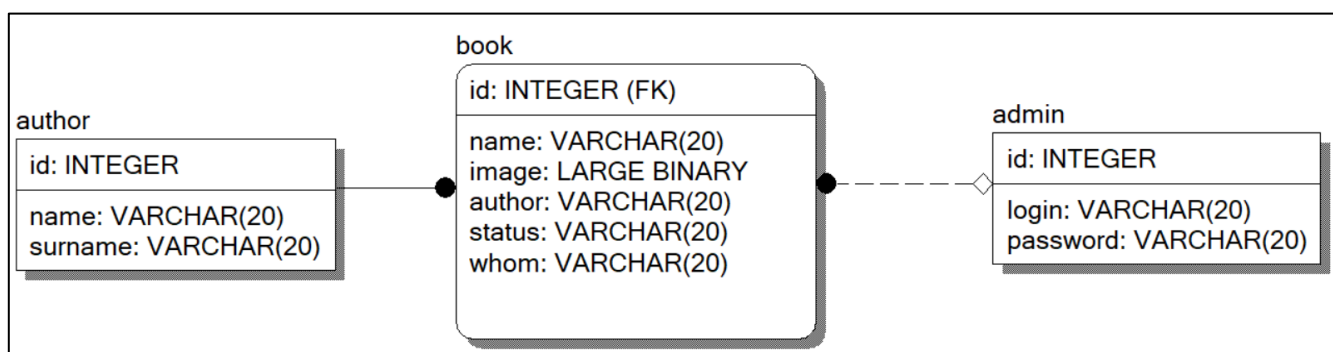 author
id: INTEGER
name: VARCHAR(20)
surname: VARCHAR(20)
book
id: INTEGER (FK)
name: VARCHAR(20)
image: LARGE BINARY
author: VARCHAR(20)
status: VARCHAR(20)
whom: VARCHAR(20)
admin
id: INTEGER
login: VARCHAR(20)
password: VARCHAR(20)